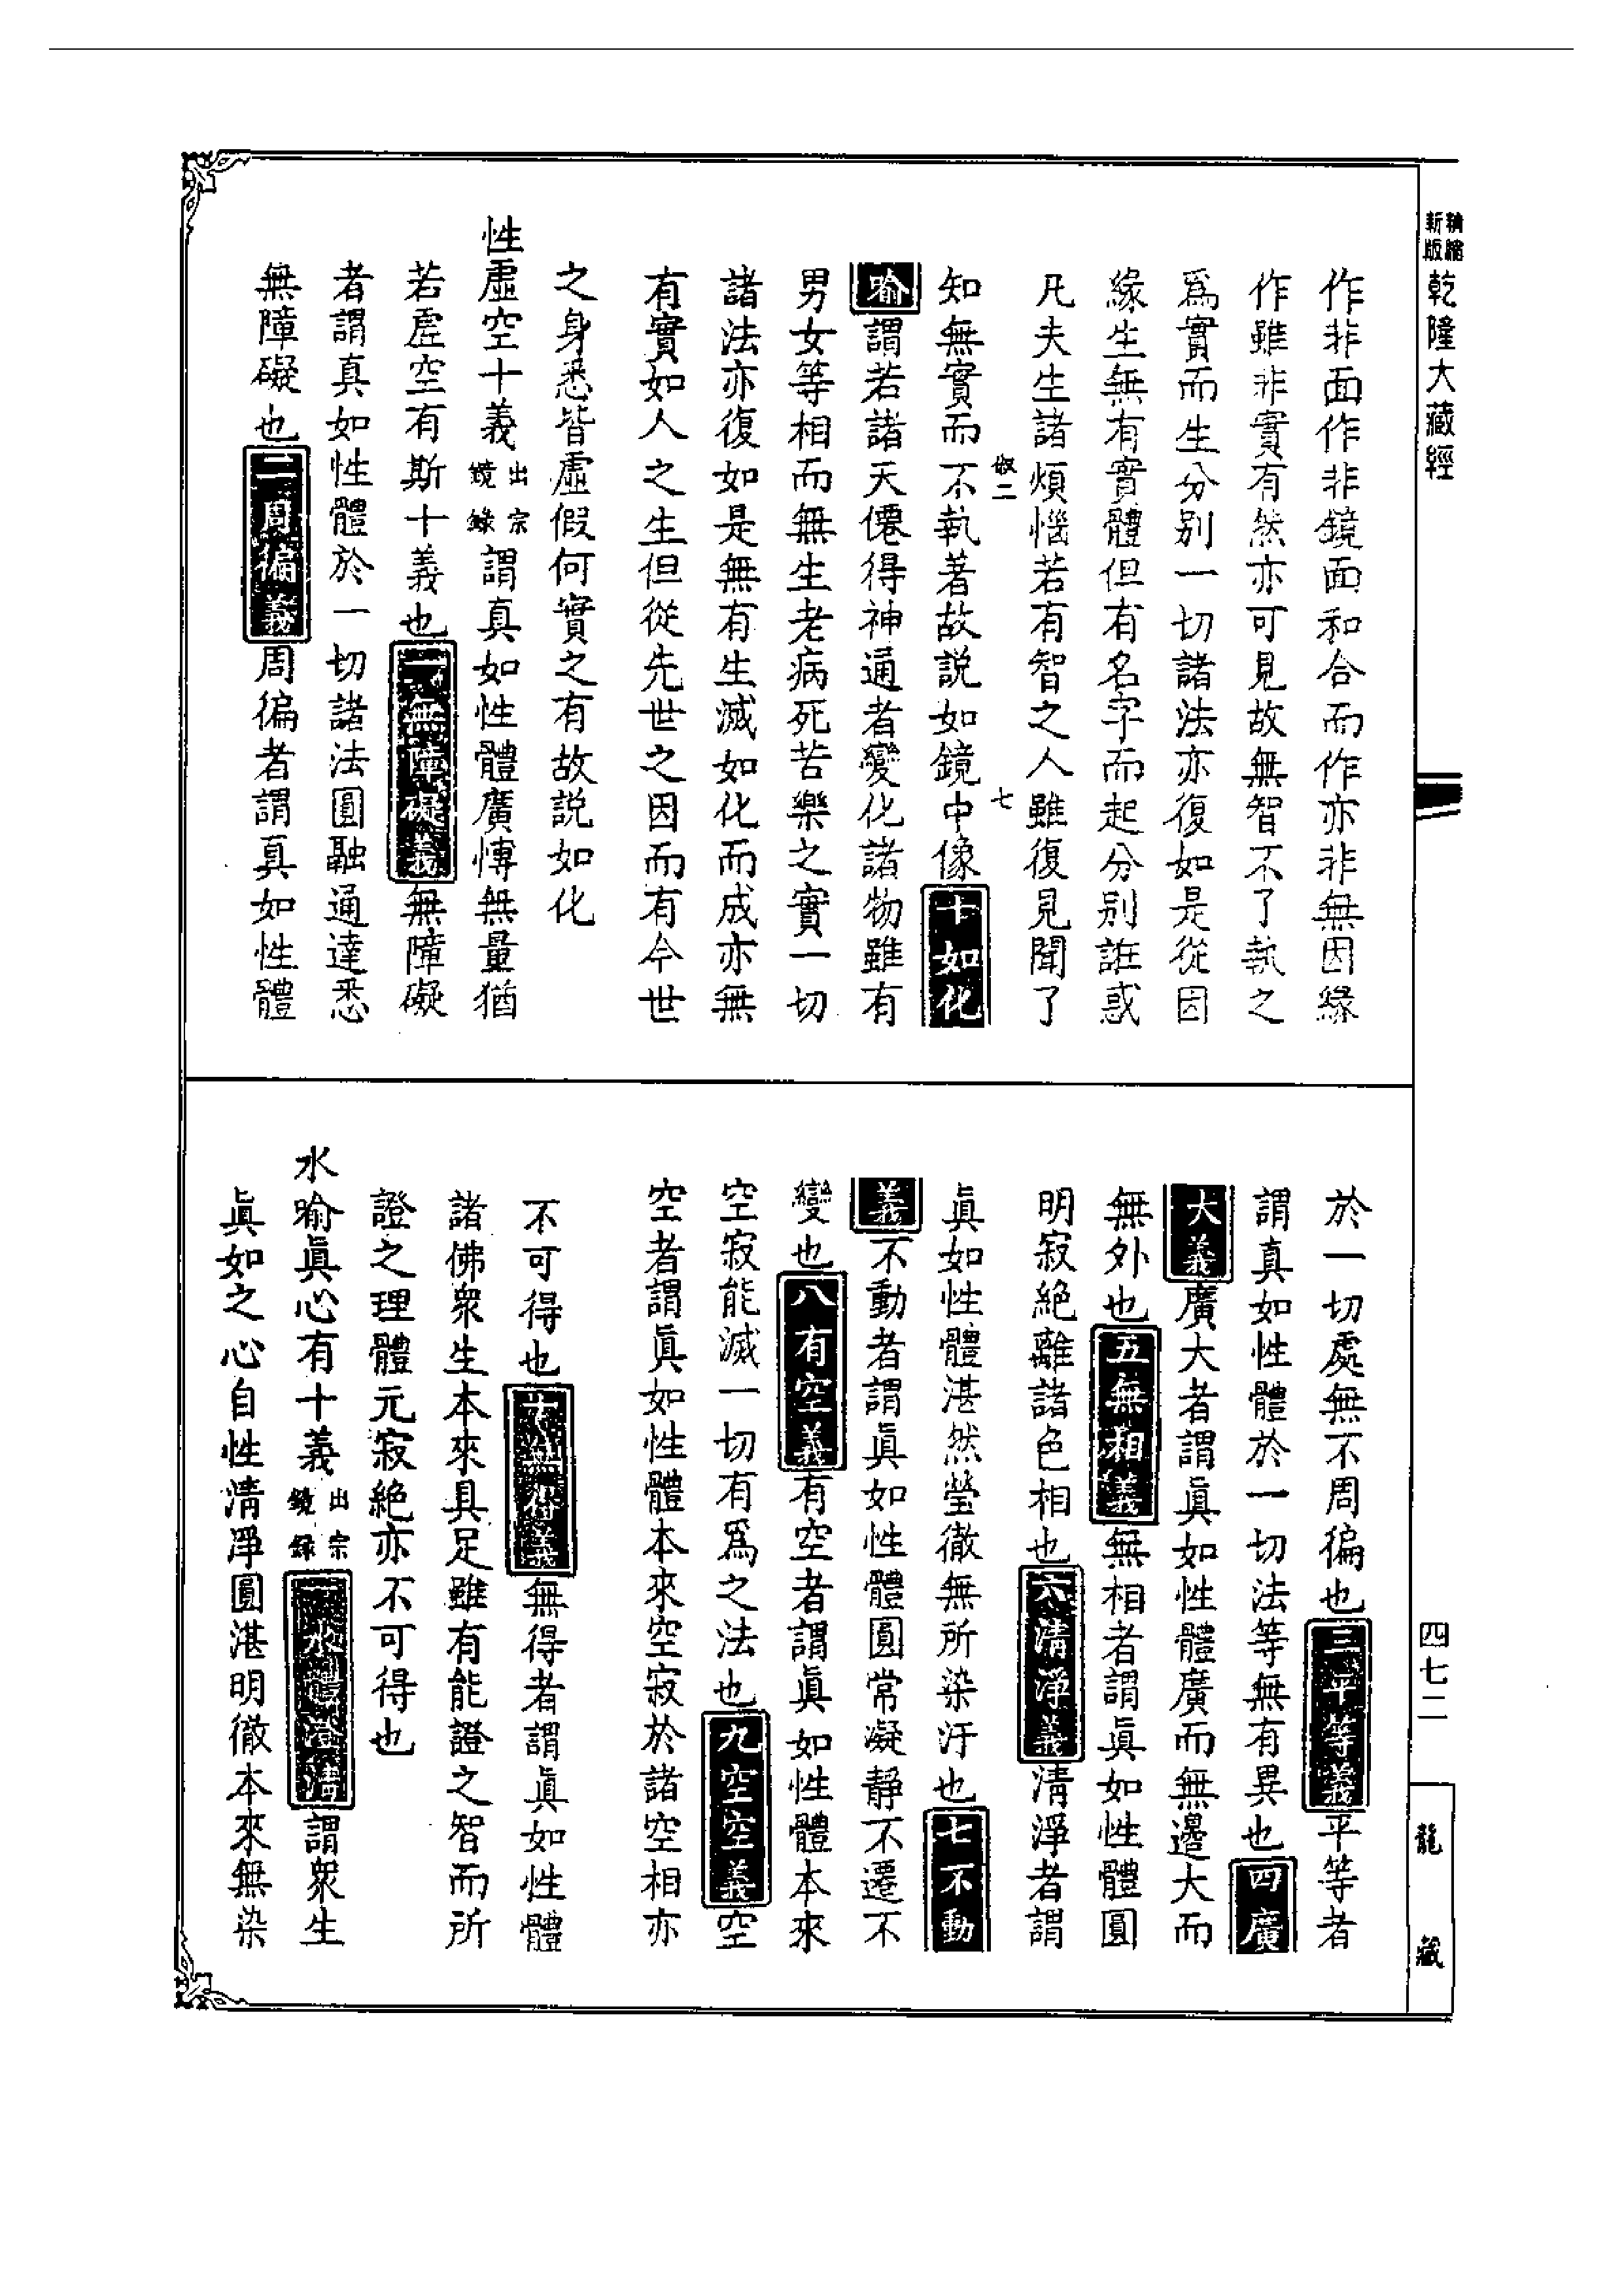 精縮
新版
乾隆大藏經
作非面作非鏡面和合而作亦非無因緣
作雖非實有然亦可見故無智不了執之
爲實而生分别一切諸法亦復如是從因
緣生無有實體但有名字而起分别誑惑
凡夫生諸煩惱若有智之人雖復見聞了
二
七
知無實而不執著故説如鏡中像十如化
喻謂若諸天僊得神通者變化諸物雖有
男女等相而無生老病死苦樂之實一切
諸法亦復如是無有生滅如化而成亦無
有實如人之生但從先世之因而有今世
之身悉皆虛假何實之有故説如化
性虛空十義出宗鏡錄謂真如性體廣博無量猶
若虛空有斯十義也一無障礙義無障礙
者謂真如性體於一切諸法圓融通達悉
無障礙也二周徧義周徧者謂真如性體
於一切處無不周徧也三平等義平等者
謂真如性體於一切法等無有異也四廣
大義廣大者謂眞如性體廣而無邊大而
無外也五無相義無相者謂眞如性體圓
明寂絶離諸色相也六清淨義清淨者謂
眞如性體湛然瑩徹無所染汙也七不動
義不動者謂眞如性體圓常凝静不遷不
變也八有空義有空者謂眞如性體本來
空寂能滅一切有爲之法也九空空義空
空者謂眞如性體本來空寂於諸空相亦
不可得也十無得義無得者謂眞如性體
諸佛衆生本來具足雖有能證之智而所
證之理體元寂絶亦不可得也
水喻眞心有十義出宗鏡錄一水體澄清謂衆生
眞如之心自性清淨圓湛明徹本來無染
四七二
龍藏